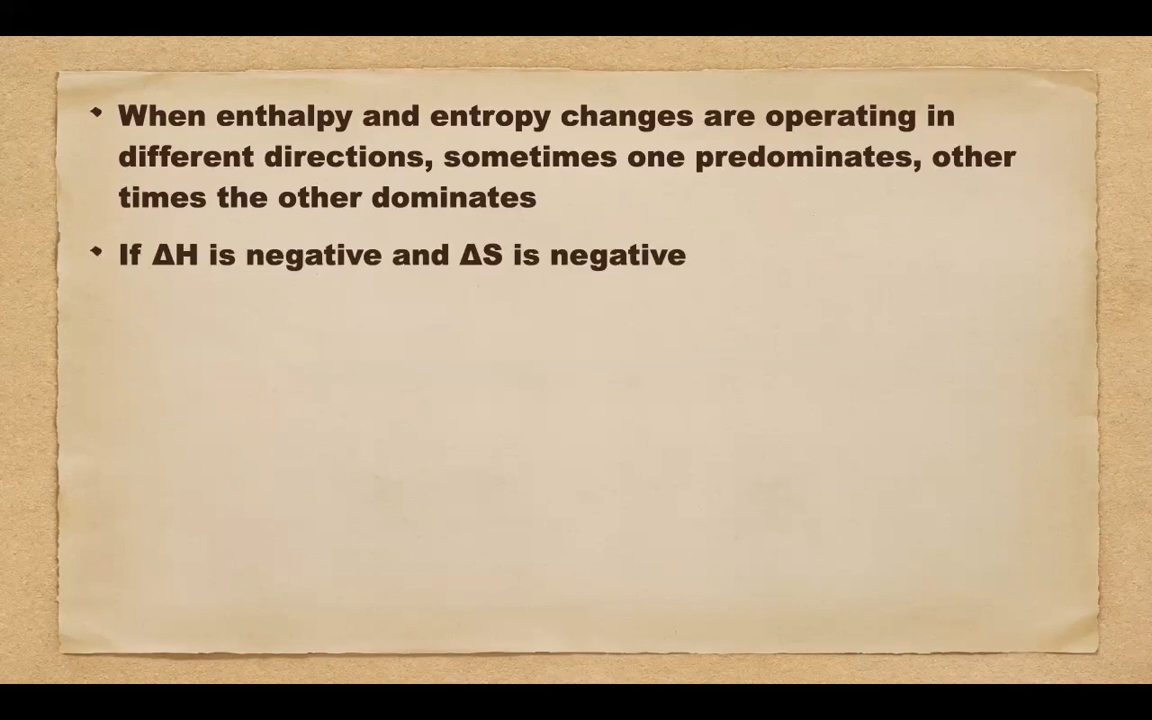 When enthalpy and entropy changes are operating in
different directions, sometimes one predominates, other
times the other dominates
If ΔH is negative and ΔS is negative